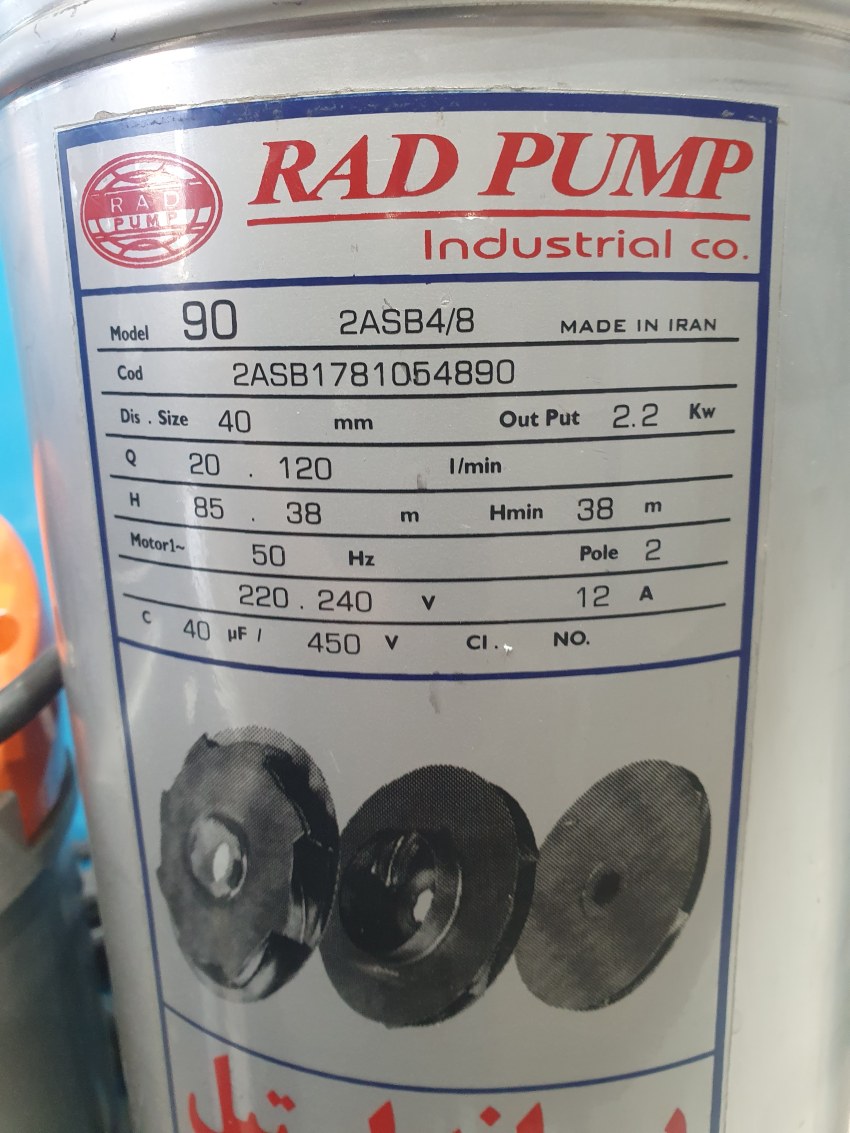 RAD
PUMP
RAD PUMP
Industrial co.
Model 90 2ASB4/8 MADE IN IRAN
Cod 2ASB1781054890
Dis . Size 40 mm Out Put 2.2 Kw
Q 20 . 120 l/min
H 85 . 38 m Hmin 38 m
Motor1~ 50 Hz Pole 2
220 . 240 V 12 A
C 40 µF / 450 V Cl . NO.